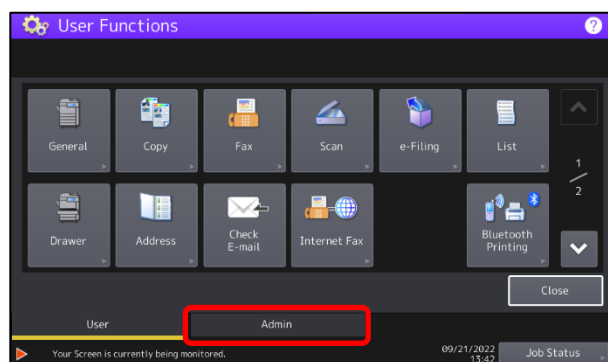 User Functions
?
General
Copy
Fax
Scan
e-Filing
List
1
2
Drawer
Address
Check
E-mail
Internet Fax
Bluetooth
Printing
Close
User
Admin
Your Screen is currently being monitored.
09/21/2022
13:42
Job Status